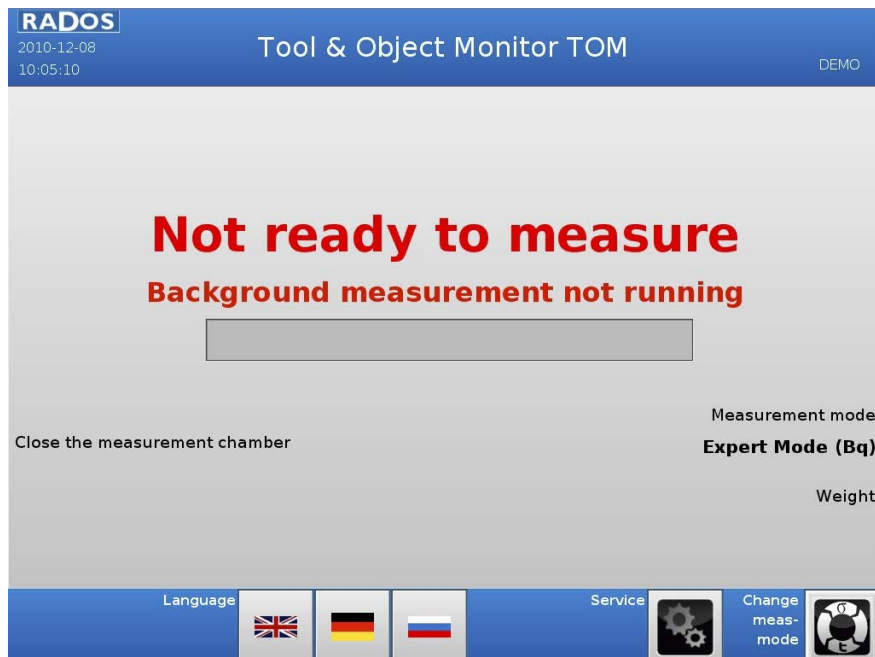 RADOS
2010-12-08
10:05:10
Tool & Object Monitor TOM
DEMO
Not ready to measure
Background measurement not running
Close the measurement chamber
Measurement mode
Expert Mode (Bq)
Weight
Language
Service
Change
meas-
mode
σ
t